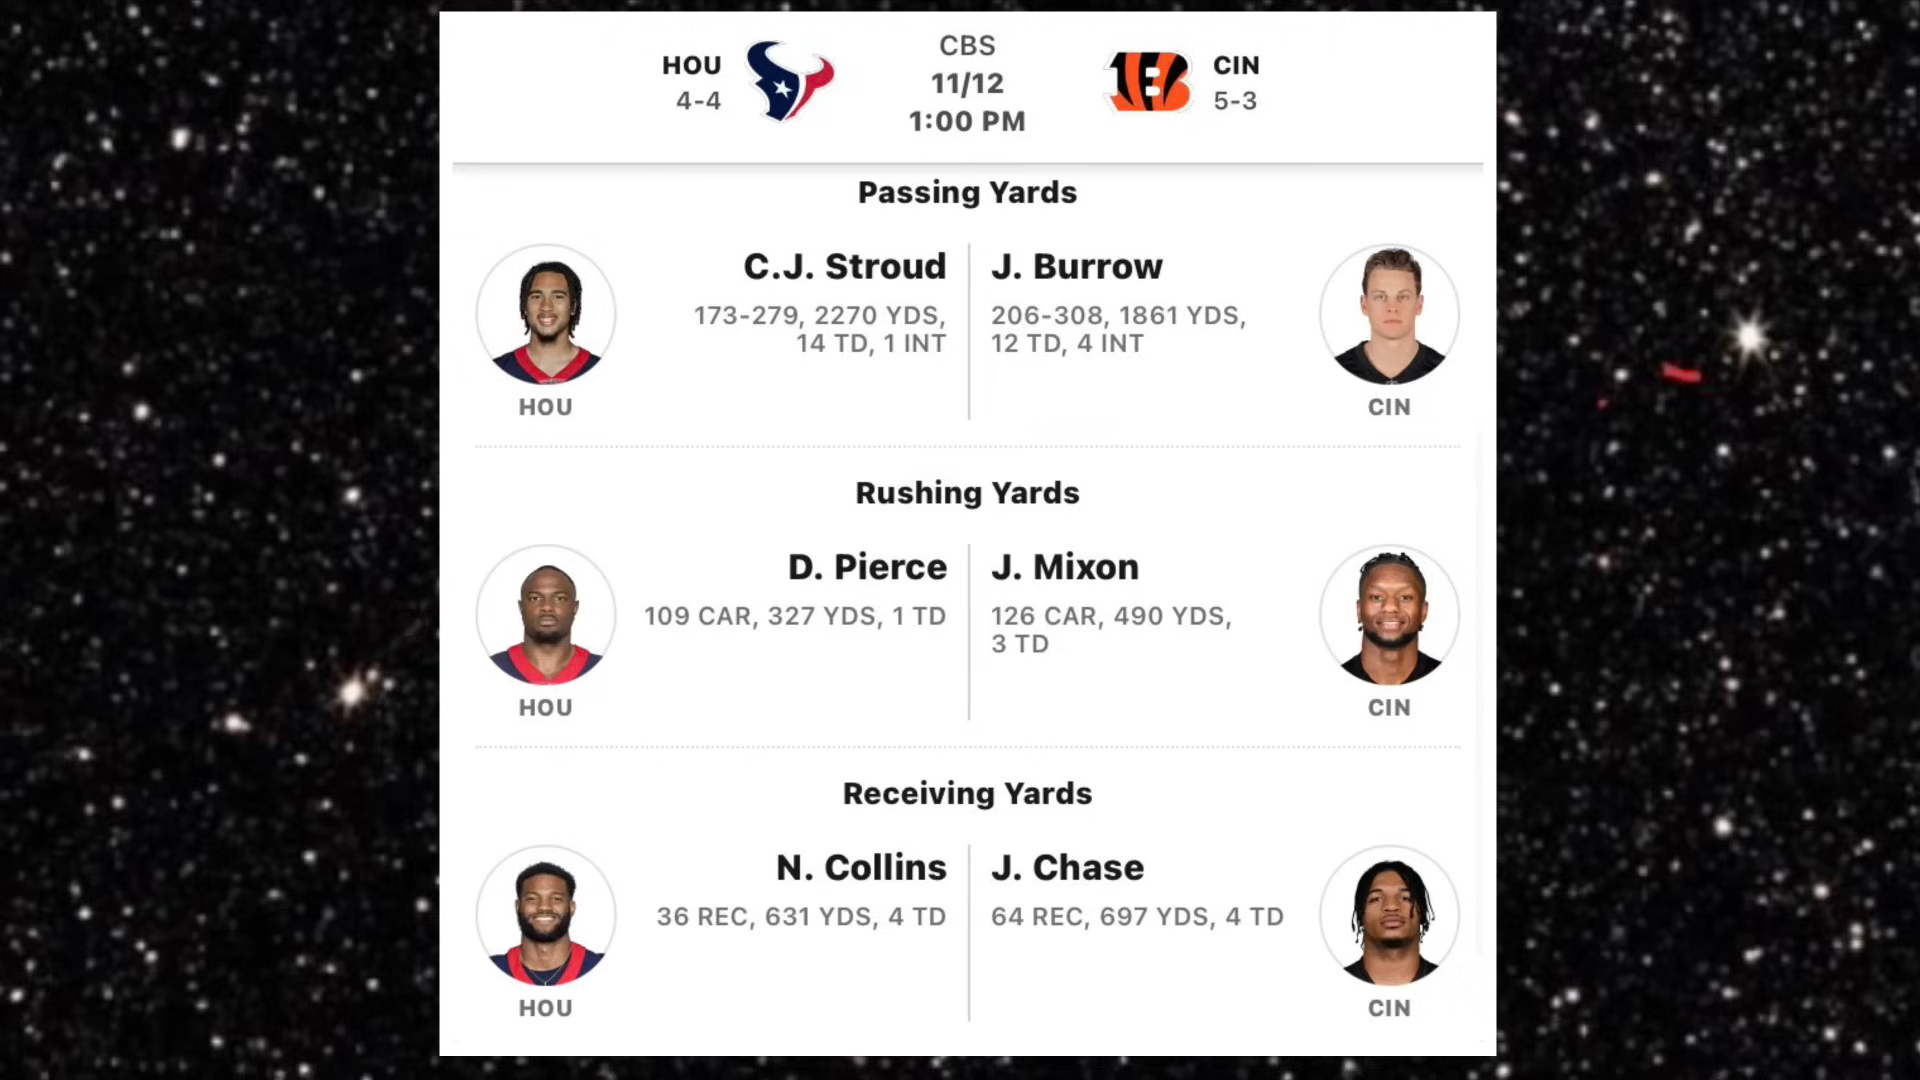 HOU
4-4
CBS
11/12
1:00 PM
CIN
5-3
Passing Yards
C.J. Stroud
173-279, 2270 YDS,
14 TD, 1 INT
HOU
J. Burrow
206-308, 1861 YDS,
12 TD, 4 INT
CIN
Rushing Yards
D. Pierce
109 CAR, 327 YDS, 1 TD
HOU
J. Mixon
126 CAR, 490 YDS,
3 TD
CIN
Receiving Yards
N. Collins
36 REC, 631 YDS, 4 TD
HOU
J. Chase
64 REC, 697 YDS, 4 TD
CIN